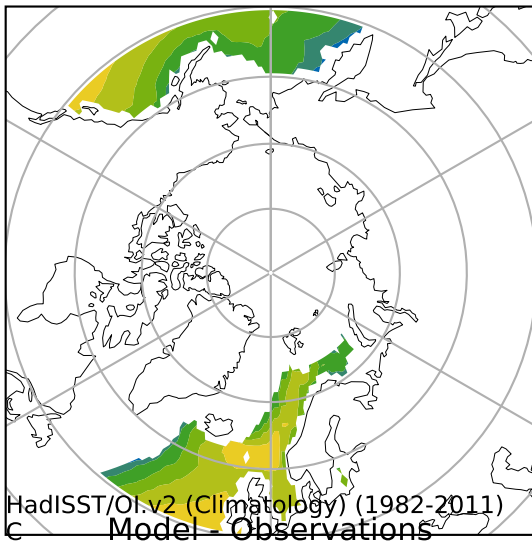 HadISST/OI.v2 (Climatology) (1982-2011)
C Model - Observations